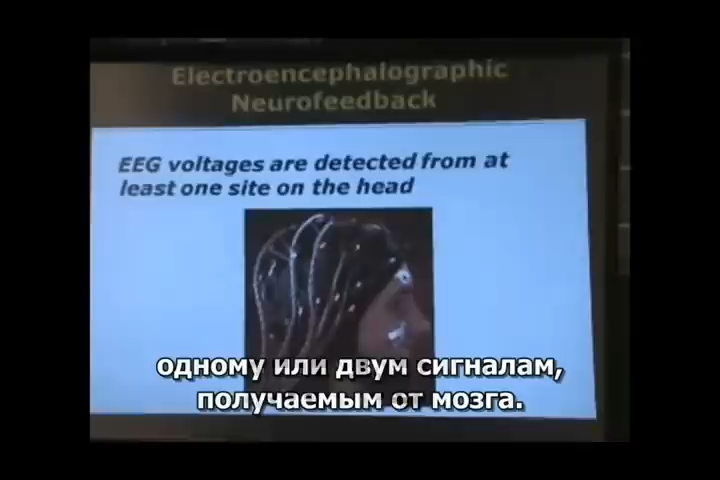 Electroencephalographic
Neurofeedback
EEG voltages are detected from at
least one site on the head
одному или двум сигналам,
получаемым от мозга.